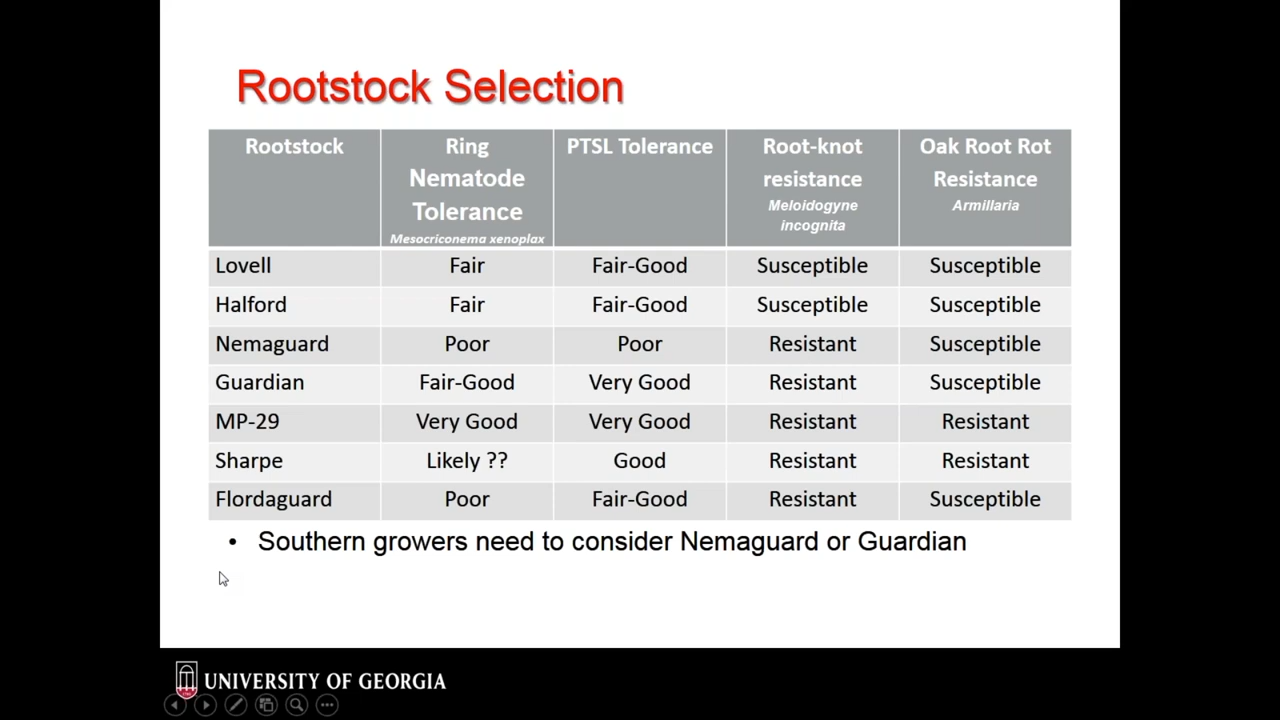 Rootstock Selection
Rootstock
Ring
Nematode
Tolerance
Mesocriconema xenoplax
PTSL Tolerance
Root-knot
resistance
Meloidogyne
incognita
Oak Root Rot
Resistance
Armillaria
Lovell Fair Fair-Good Susceptible Susceptible
Halford Fair Fair-Good Susceptible Susceptible
Nemaguard Poor Poor Resistant Susceptible
Guardian Fair-Good Very Good Resistant Susceptible
MP-29 Very Good Very Good Resistant Resistant
Sharpe Likely ?? Good Resistant Resistant
Flordaguard Poor Fair-Good Resistant Susceptible
• Southern growers need to consider Nemaguard or Guardian
UNIVERSITY OF GEORGIA